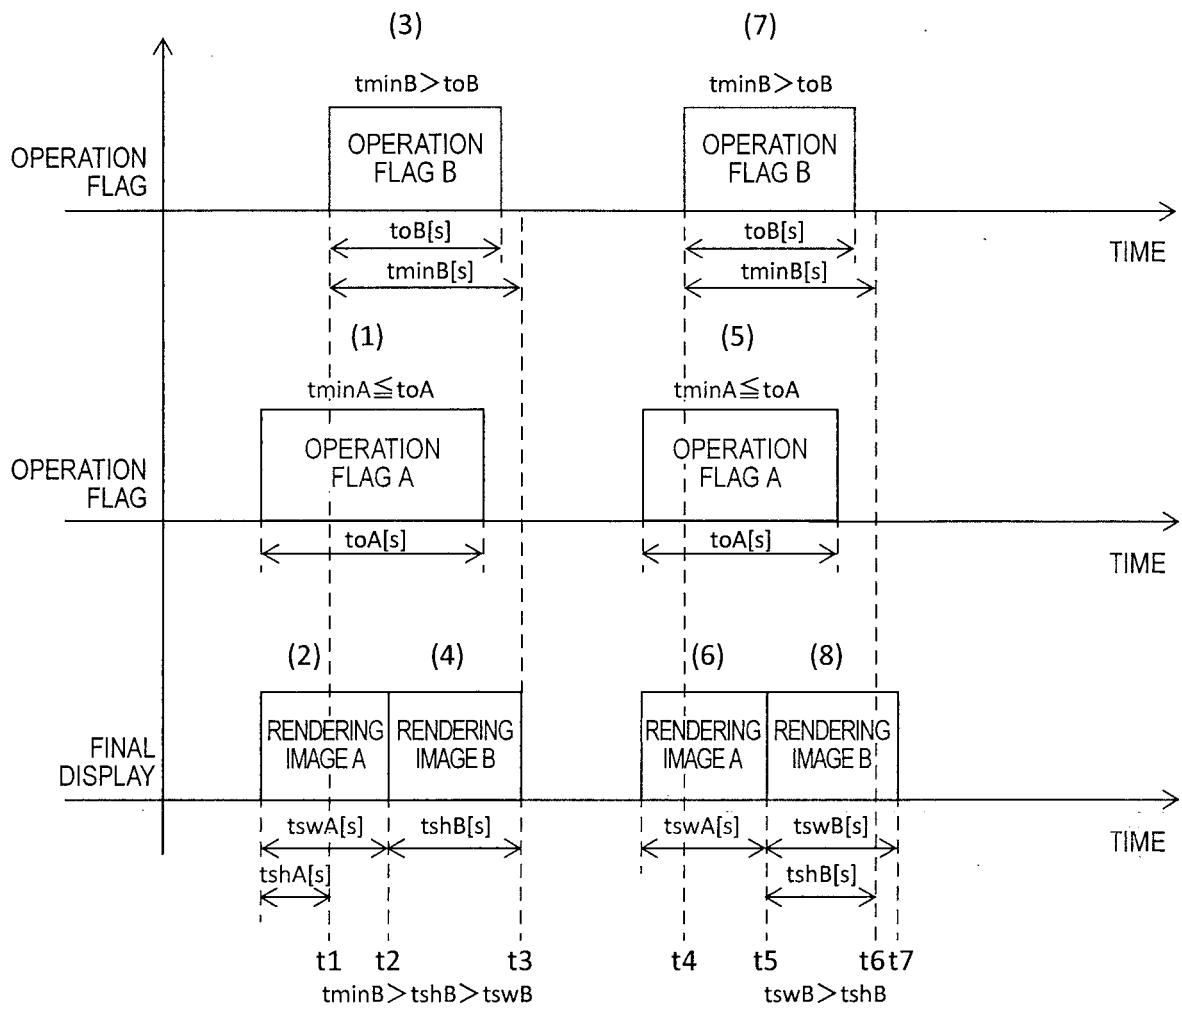 (3) (7)
tminB＞toB tminB＞toB
OPERATION FLAG B OPERATION FLAG B
OPERATION FLAG
toB[s] toB[s]
TIME
tminB[s] tminB[s]
(1) (5)
tminA≦toA tminA≦toA
OPERATION FLAG A OPERATION FLAG A
OPERATION FLAG
toA[s] toA[s]
TIME
(2) (4) (6) (8)
RENDERING IMAGE A RENDERING IMAGE B RENDERING IMAGE A RENDERING IMAGE B
FINAL DISPLAY
tswA[s] tshB[s] tswA[s] tswB[s]
TIME
tshA[s] tshB[s]
t1 t2 t3 t4 t5 t6 t7
tminB＞tshB＞tswB tswB＞tshB